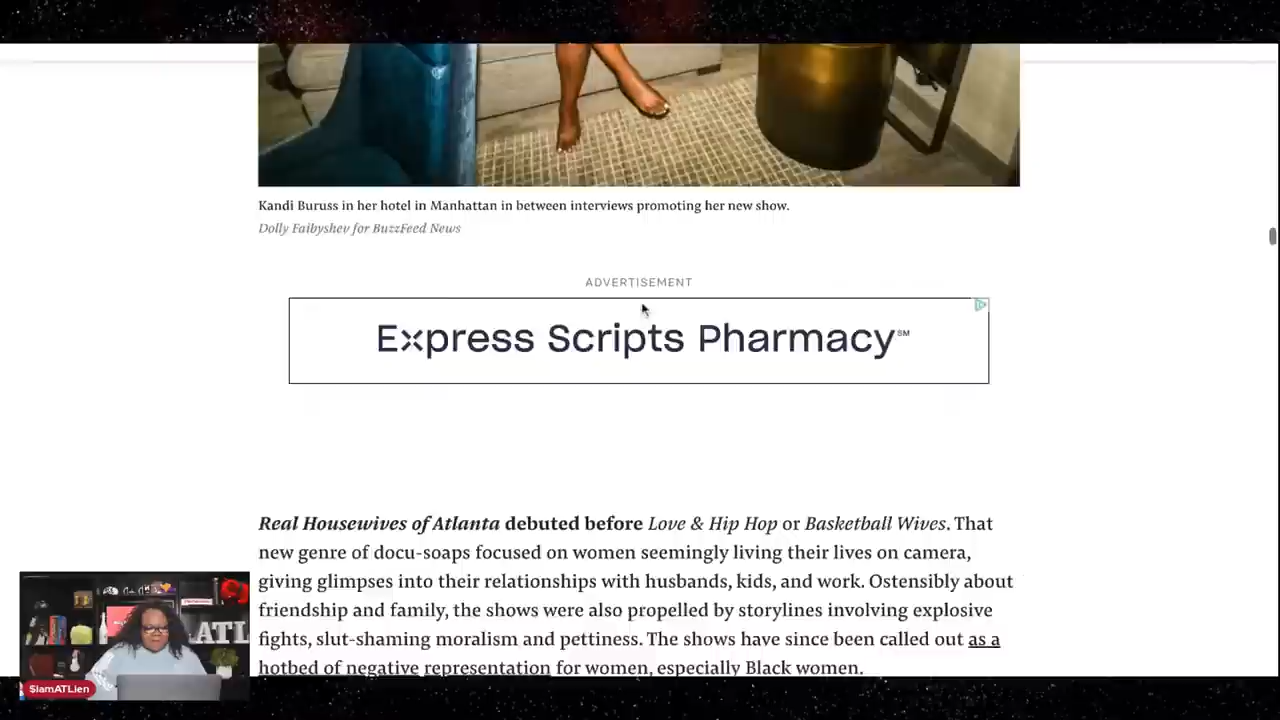 Kandi Buruss in her hotel in Manhattan in between interviews promoting her new show.
Dolly Faibyshev for BuzzFeed News
ADVERTISEMENT
Express Scripts Pharmacy℠
Real Housewives of Atlanta debuted before Love & Hip Hop or Basketball Wives. That
new genre of docu-soaps focused on women seemingly living their lives on camera,
giving glimpses into their relationships with husbands, kids, and work. Ostensibly about
friendship and family, the shows were also propelled by storylines involving explosive
fights, slut-shaming moralism and pettiness. The shows have since been called out as a
hotbed of negative representation for women, especially Black women.
ATL
$iamATLien